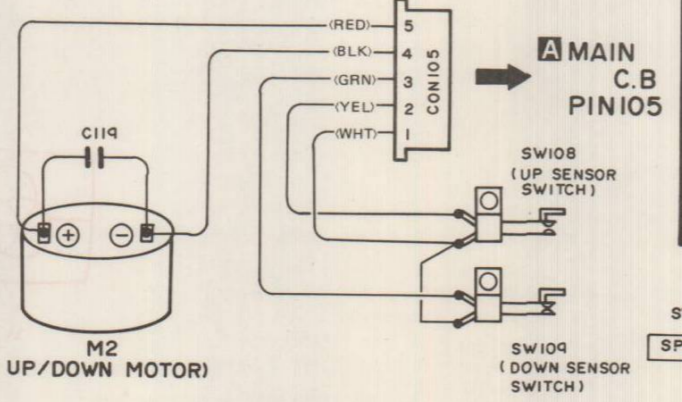 (RED) 5
(BLK) 4
(GRN) 3
(YEL) 2
(WHT) 1
CON105
A MAIN
C.B
PIN105
C119
+ −
M2
UP/DOWN MOTOR)
SW108
(UP SENSOR
SWITCH)
SW109
(DOWN SENSOR
SWITCH)
S
SP